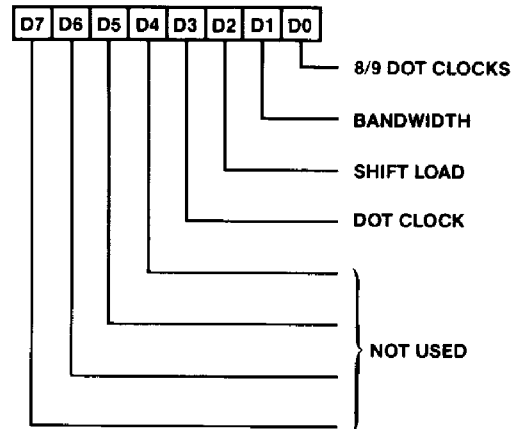 D7 D6 D5 D4 D3 D2 D1 D0
8/9 DOT CLOCKS
BANDWIDTH
SHIFT LOAD
DOT CLOCK
NOT USED